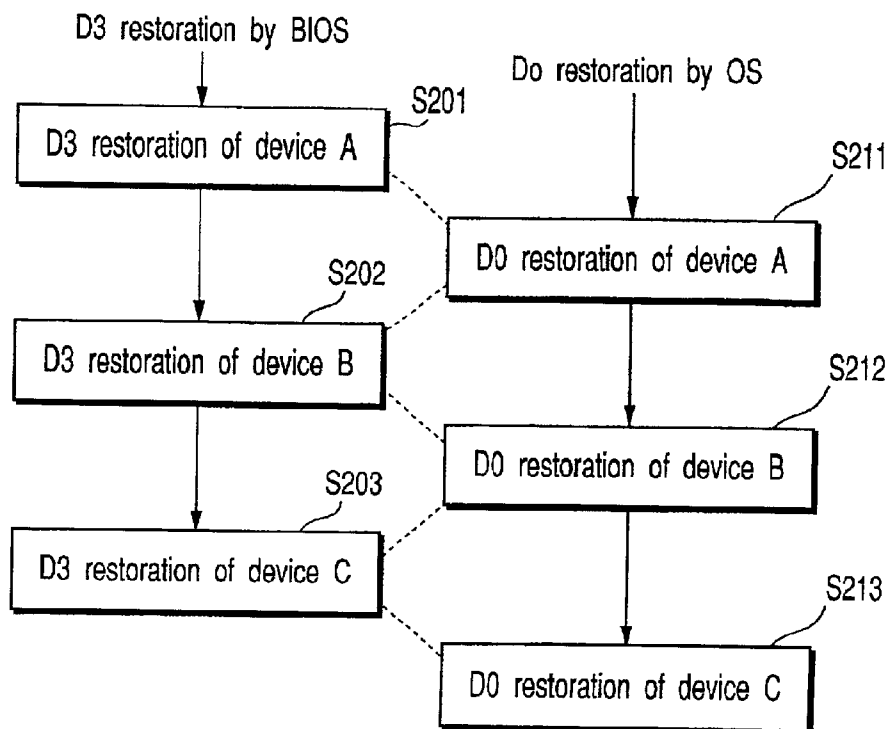 D3 restoration by BIOS
S201
D3 restoration of device A
S202
D3 restoration of device B
S203
D3 restoration of device C
Do restoration by OS
S211
D0 restoration of device A
S212
D0 restoration of device B
S213
D0 restoration of device C